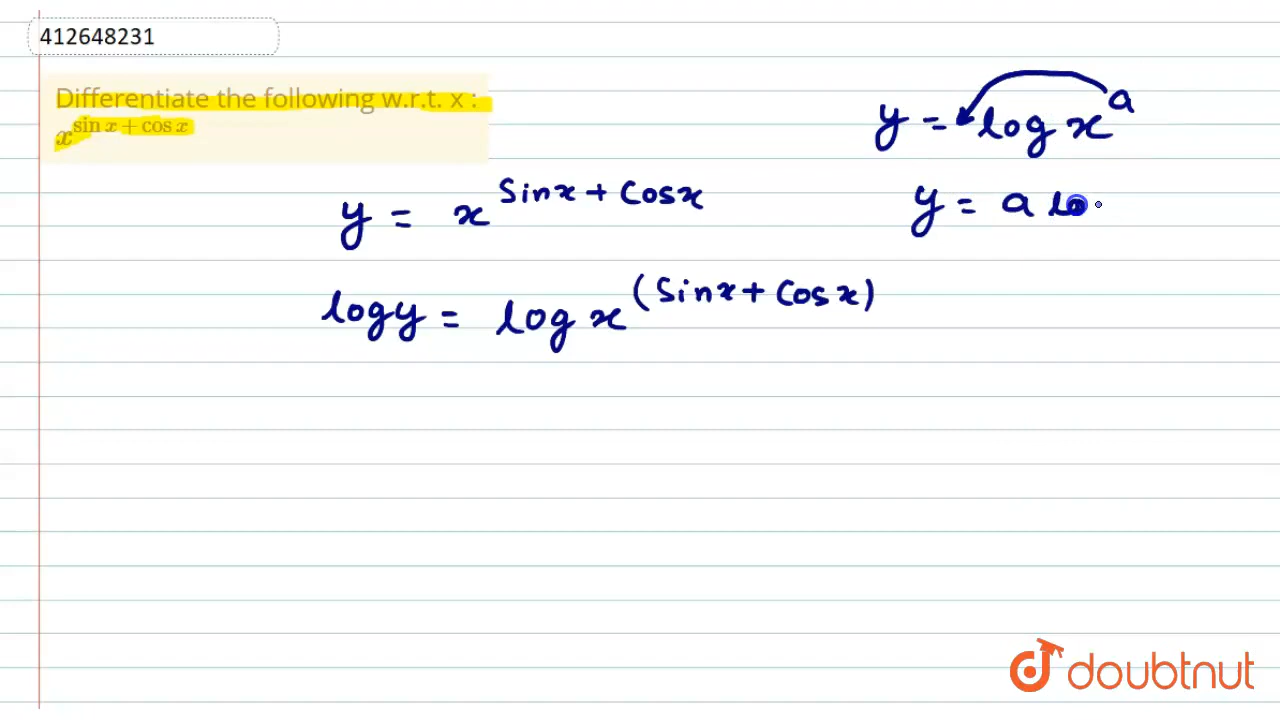 412648231
Differentiate the following w.r.t. x :
x^{sin x + cos x}
y = log x^a
y = a
y = x^{Sinx + Cosx}
logy = log x^{(Sinx + Cosx)}
doubtnut